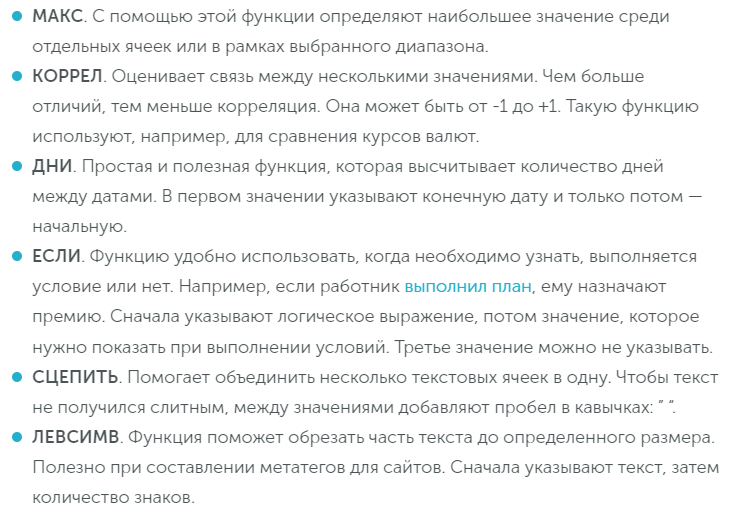 МАКС. С помощью этой функции определяют наибольшее значение среди
отдельных ячеек или в рамках выбранного диапазона.
КОРРЕЛ. Оценивает связь между несколькими значениями. Чем больше
отличий, тем меньше корреляция. Она может быть от -1 до +1. Такую функцию
используют, например, для сравнения курсов валют.
ДНИ. Простая и полезная функция, которая высчитывает количество дней
между датами. В первом значении указывают конечную дату и только потом —
начальную.
ЕСЛИ. Функцию удобно использовать, когда необходимо узнать, выполняется
условие или нет. Например, если работник выполнил план, ему назначают
премию. Сначала указывают логическое выражение, потом значение, которое
нужно показать при выполнении условий. Третье значение можно не указывать.
СЦЕПИТЬ. Помогает объединить несколько текстовых ячеек в одну. Чтобы текст
не получился слитным, между значениями добавляют пробел в кавычках: ” “.
ЛЕВСИМВ. Функция поможет обрезать часть текста до определенного размера.
Полезно при составлении метатегов для сайтов. Сначала указывают текст, затем
количество знаков.